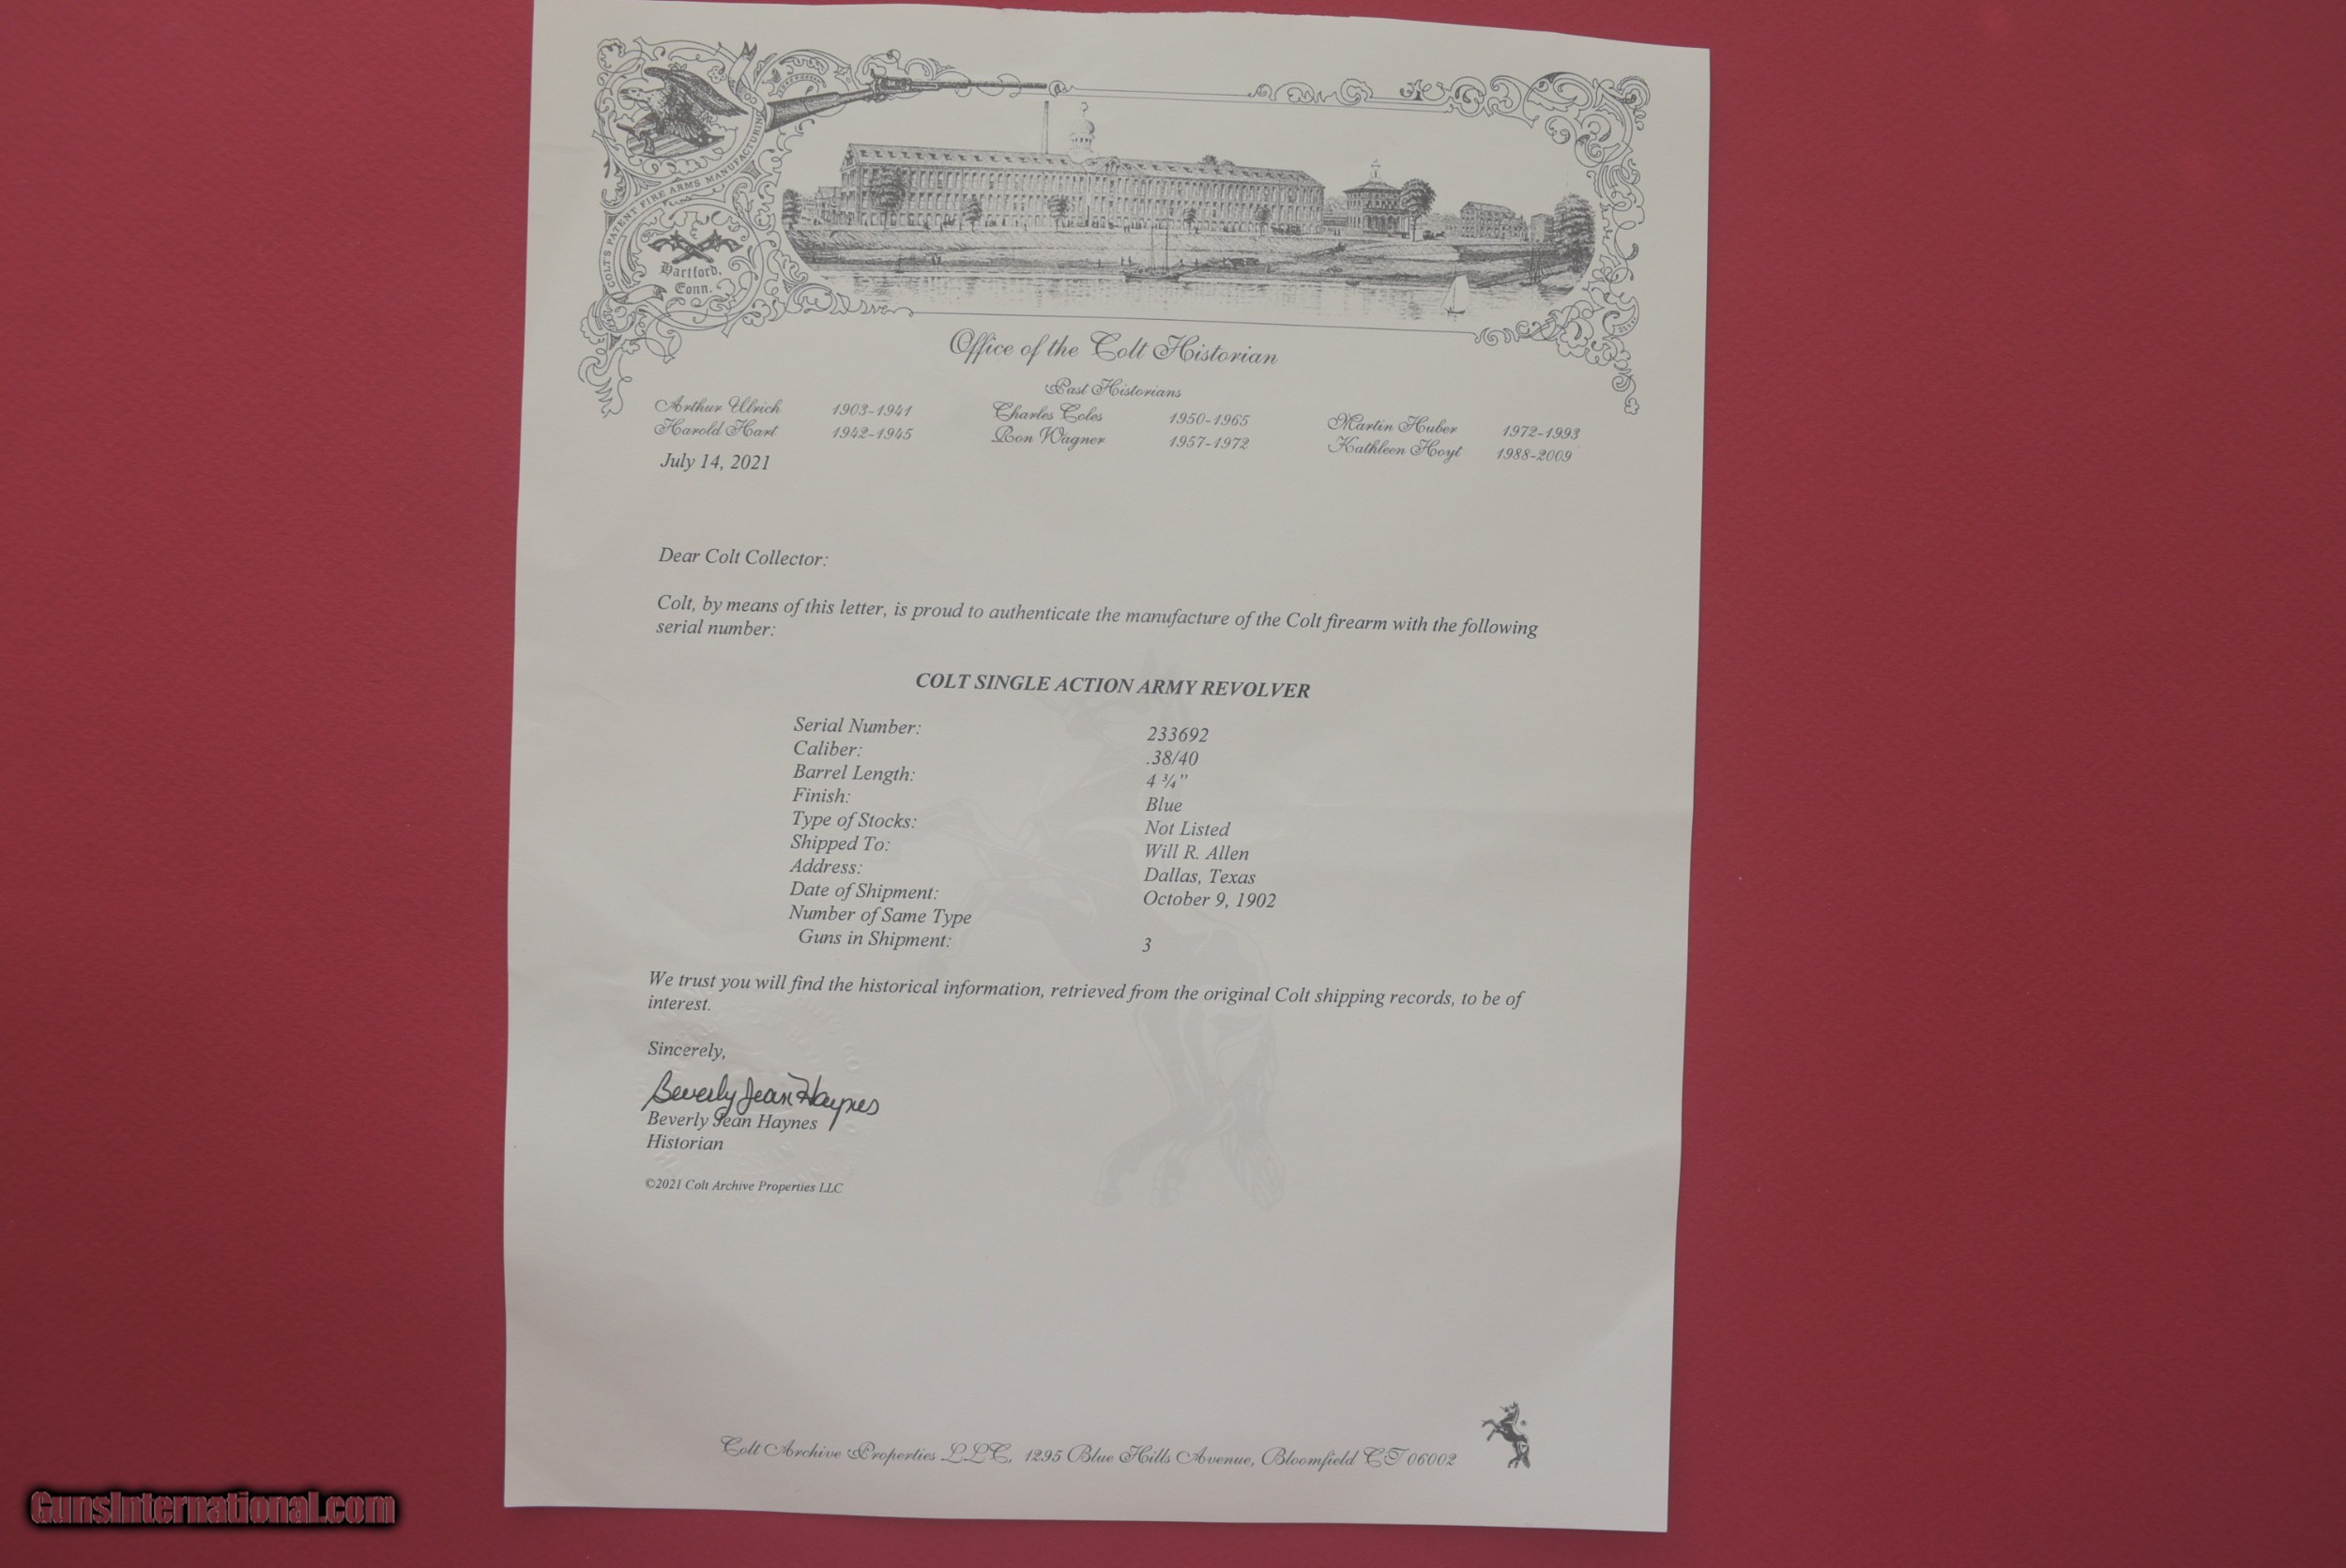 COLT'S PATENT FIRE ARMS MANUFACTURING
Hartford,
Conn.
Office of the Colt Historian
Past Historians
Arthur Ulrich 1903-1941 Charles Coles 1950-1965 Martin Huber 1972-1993
Harold Hart 1942-1945 Ron Wagner 1957-1972 Kathleen Hoyt 1988-2009
July 14, 2021
Dear Colt Collector:
Colt, by means of this letter, is proud to authenticate the manufacture of the Colt firearm with the following
serial number:
COLT SINGLE ACTION ARMY REVOLVER
Serial Number: 233692
Caliber: .38/40
Barrel Length: 4 ¾"
Finish: Blue
Type of Stocks: Not Listed
Shipped To: Will R. Allen
Address: Dallas, Texas
Date of Shipment: October 9, 1902
Number of Same Type
Guns in Shipment: 3
We trust you will find the historical information, retrieved from the original Colt shipping records, to be of
interest.
Sincerely,
Beverly Jean Haynes
Beverly Jean Haynes
Historian
©2021 Colt Archive Properties LLC
Colt Archive Properties LLC, 1295 Blue Hills Avenue, Bloomfield CT 06002
GunsInternational.com